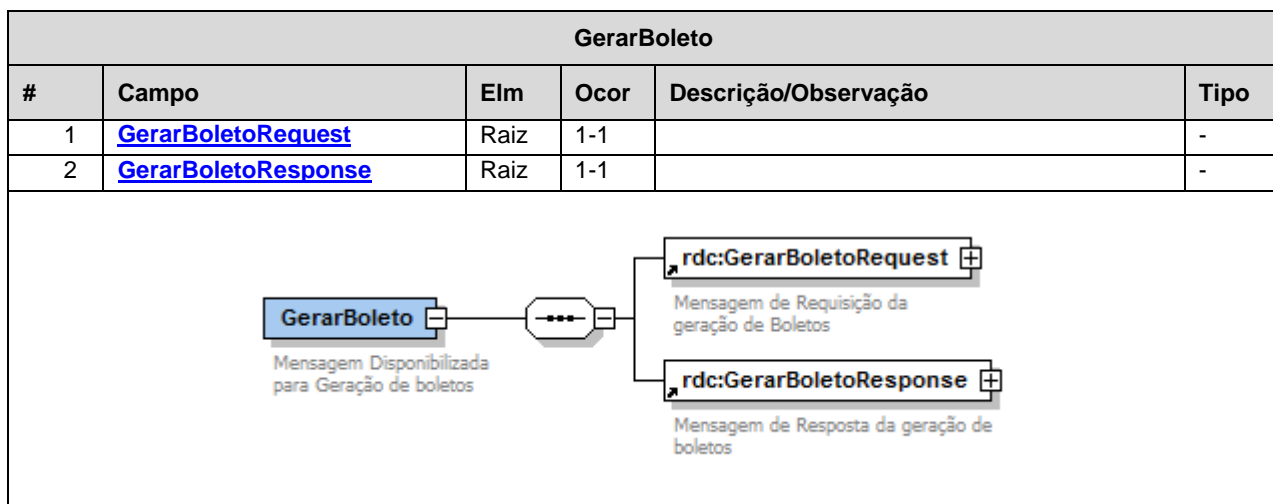 GerarBoleto
# Campo Elm Ocor Descrição/Observação Tipo
1 GerarBoletoRequest Raiz 1-1 -
2 GerarBoletoResponse Raiz 1-1 -
rdc:GerarBoletoRequest
Mensagem de Requisição da
geração de Boletos
GerarBoleto
Mensagem Disponibilizada
para Geração de boletos
rdc:GerarBoletoResponse
Mensagem de Resposta da geração de
boletos